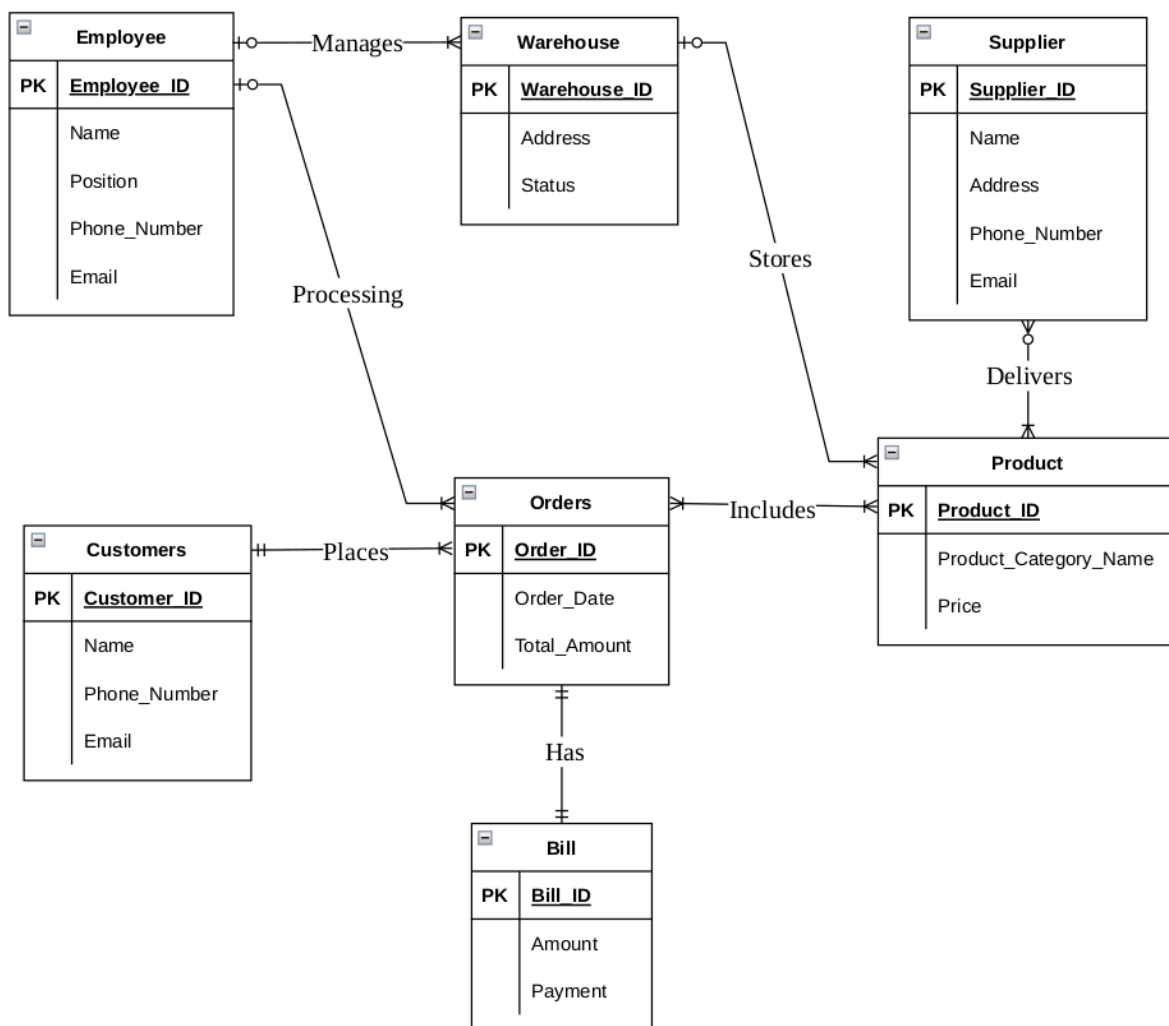 Employee
PK Employee_ID
Name
Position
Phone_Number
Email
Manages
Warehouse
PK Warehouse_ID
Address
Status
Supplier
PK Supplier_ID
Name
Address
Phone_Number
Email
Processing
Stores
Delivers
Customers
PK Customer_ID
Name
Phone_Number
Email
Places
Orders
PK Order_ID
Order_Date
Total_Amount
Includes
Product
PK Product_ID
Product_Category_Name
Price
Has
Bill
PK Bill_ID
Amount
Payment